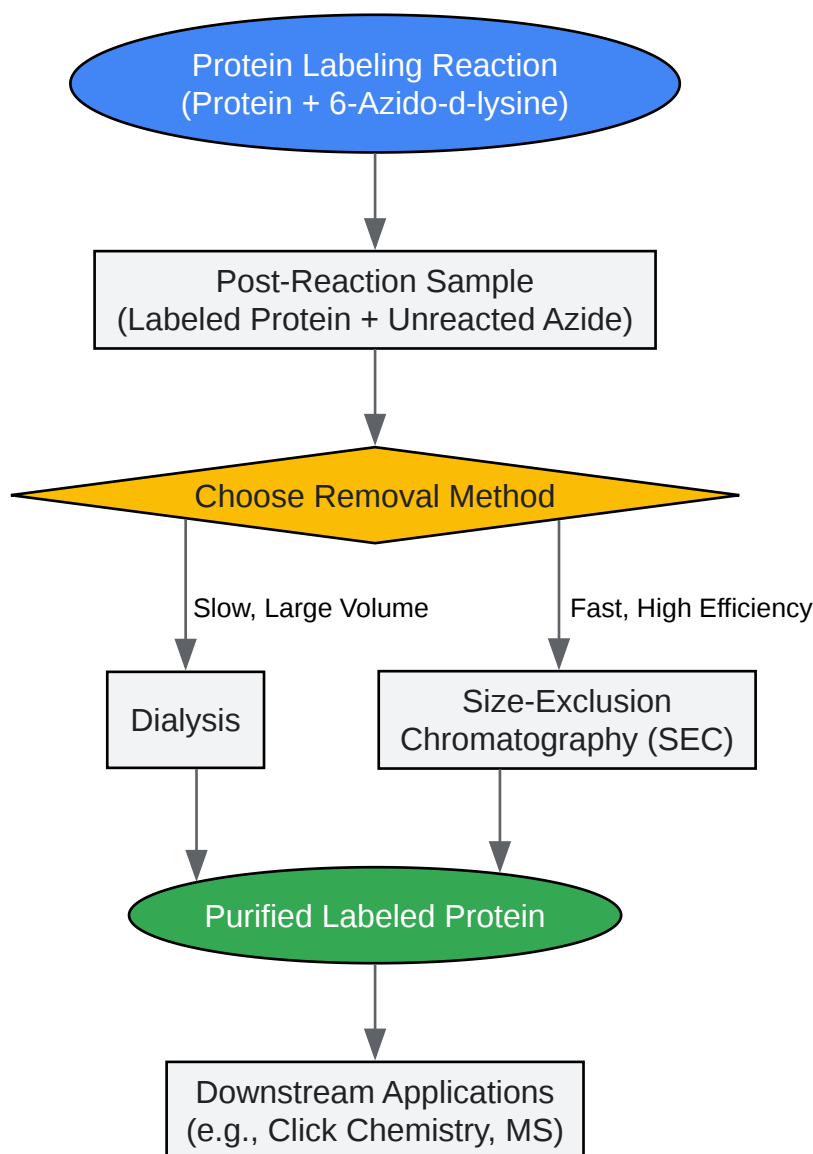 Protein Labeling Reaction
(Protein + 6-Azido-d-lysine)
Post-Reaction Sample
(Labeled Protein + Unreacted Azide)
Choose Removal Method
Slow, Large Volume
Fast, High Efficiency
Dialysis
Size-Exclusion
Chromatography (SEC)
Purified Labeled Protein
Downstream Applications
(e.g., Click Chemistry, MS)